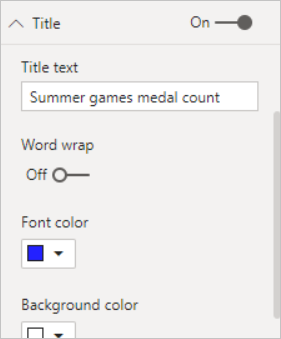 Title On
Title text
Summer games medal count
Word wrap
Off
Font color
Background color